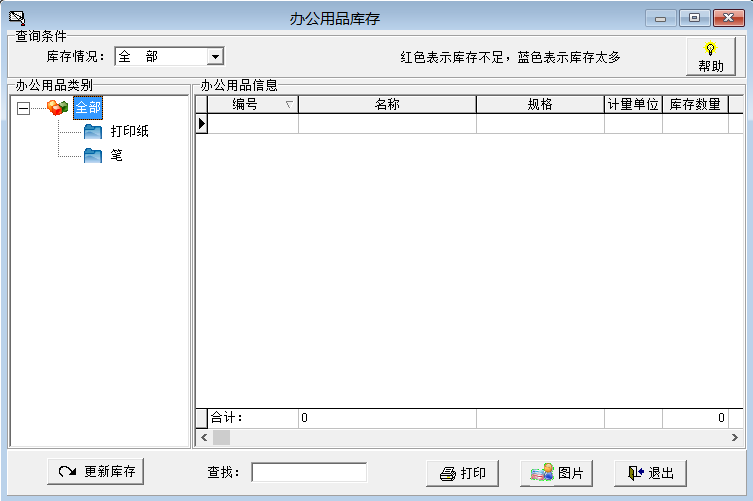 办公用品库存
查询条件
库存情况： 全 部
红色表示库存不足，蓝色表示库存太多
帮助
办公用品类别
办公用品信息
全部
打印纸
笔
编号 名称 规格 计量单位 库存数量
合计： 0 0
更新库存
查找：
打印
图片
退出